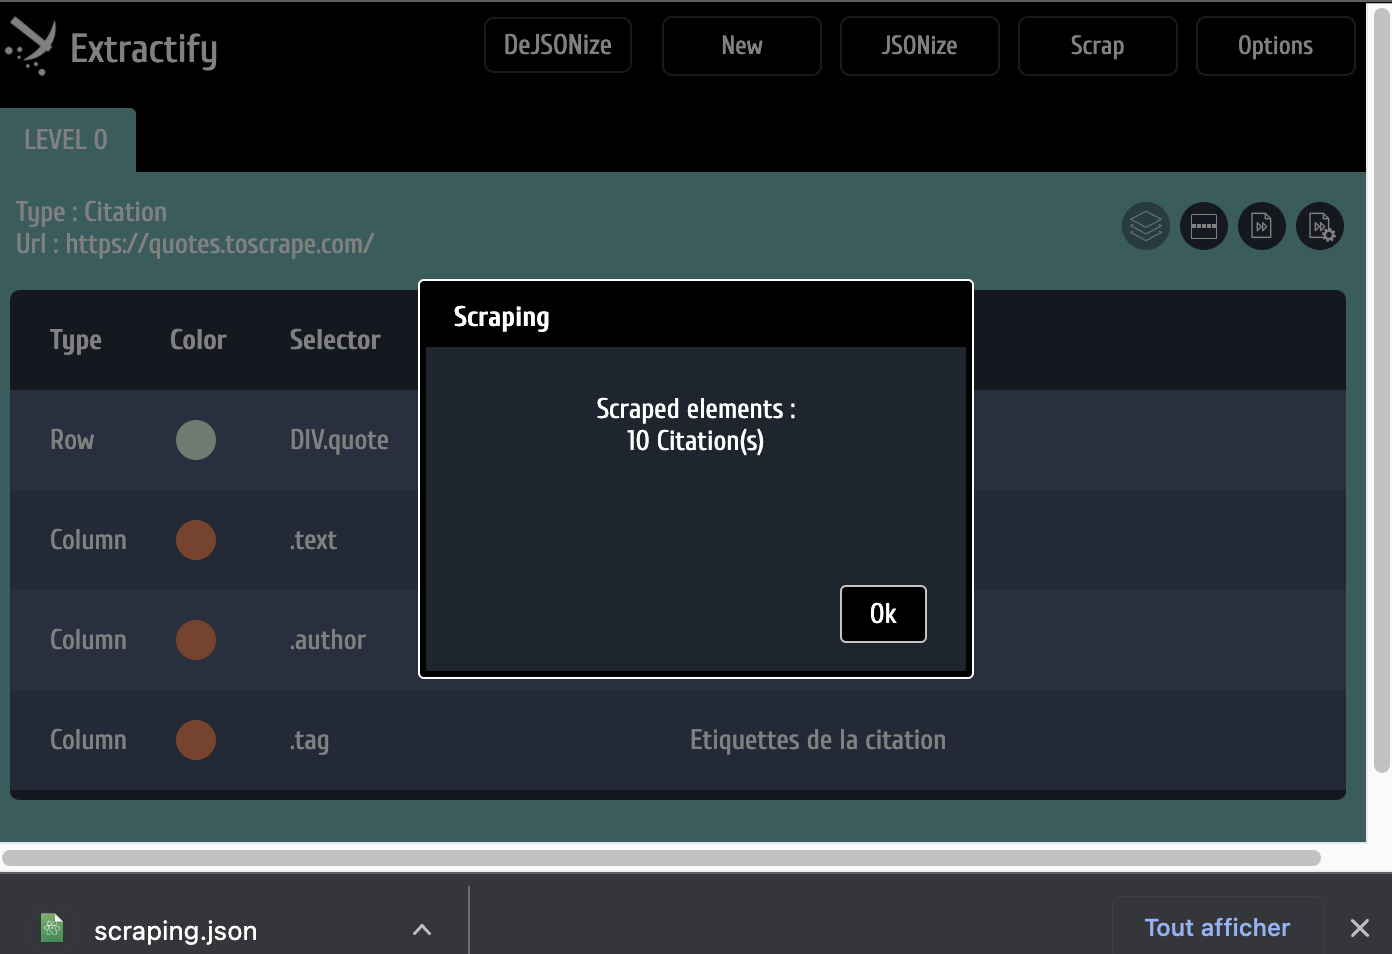 Extractify
DeJSONize
New
JSONize
Scrap
Options
LEVEL 0
Type : Citation
Url : https://quotes.toscrape.com/
Type Color Selector
Row DIV.quote
Column .text
Column .author
Column .tag Etiquettes de la citation
Scraping
Scraped elements :
10 Citation(s)
Ok
scraping.json
Tout afficher